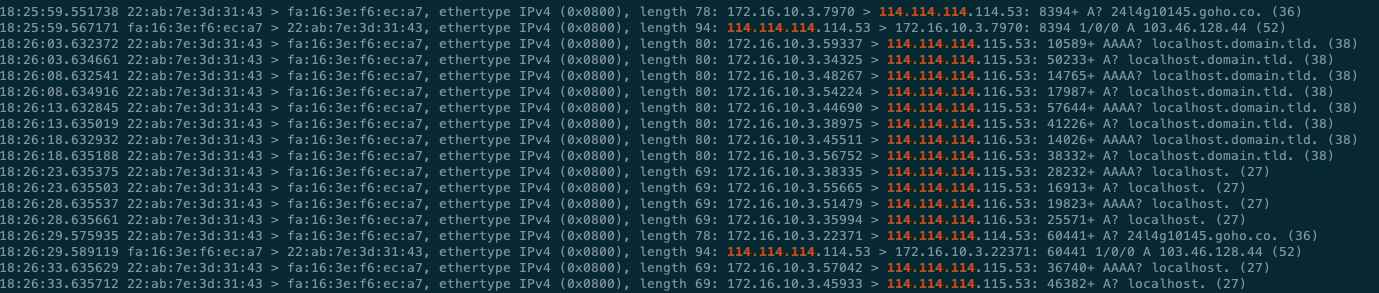 18:25:59.551738 22:ab:7e:3d:31:43 > fa:16:3e:f6:ec:a7, ethertype IPv4 (0x0800), length 78: 172.16.10.3.7970 > 114.114.114.114.53: 8394+ A? 24l4g10145.goho.co. (36)
18:25:59.567171 fa:16:3e:f6:ec:a7 > 22:ab:7e:3d:31:43, ethertype IPv4 (0x0800), length 94: 114.114.114.114.53 > 172.16.10.3.7970: 8394 1/0/0 A 103.46.128.44 (52)
18:26:03.632372 22:ab:7e:3d:31:43 > fa:16:3e:f6:ec:a7, ethertype IPv4 (0x0800), length 80: 172.16.10.3.59337 > 114.114.114.115.53: 10589+ AAAA? localhost.domain.tld. (38)
18:26:03.634661 22:ab:7e:3d:31:43 > fa:16:3e:f6:ec:a7, ethertype IPv4 (0x0800), length 80: 172.16.10.3.34325 > 114.114.114.115.53: 50233+ A? localhost.domain.tld. (38)
18:26:08.632541 22:ab:7e:3d:31:43 > fa:16:3e:f6:ec:a7, ethertype IPv4 (0x0800), length 80: 172.16.10.3.48267 > 114.114.114.116.53: 14765+ AAAA? localhost.domain.tld. (38)
18:26:08.634916 22:ab:7e:3d:31:43 > fa:16:3e:f6:ec:a7, ethertype IPv4 (0x0800), length 80: 172.16.10.3.54224 > 114.114.114.116.53: 17987+ A? localhost.domain.tld. (38)
18:26:13.632845 22:ab:7e:3d:31:43 > fa:16:3e:f6:ec:a7, ethertype IPv4 (0x0800), length 80: 172.16.10.3.44690 > 114.114.114.115.53: 57644+ AAAA? localhost.domain.tld. (38)
18:26:13.635019 22:ab:7e:3d:31:43 > fa:16:3e:f6:ec:a7, ethertype IPv4 (0x0800), length 80: 172.16.10.3.38975 > 114.114.114.115.53: 41226+ A? localhost.domain.tld. (38)
18:26:18.632932 22:ab:7e:3d:31:43 > fa:16:3e:f6:ec:a7, ethertype IPv4 (0x0800), length 80: 172.16.10.3.45511 > 114.114.114.116.53: 14026+ AAAA? localhost.domain.tld. (38)
18:26:18.635188 22:ab:7e:3d:31:43 > fa:16:3e:f6:ec:a7, ethertype IPv4 (0x0800), length 80: 172.16.10.3.56752 > 114.114.114.116.53: 38332+ A? localhost.domain.tld. (38)
18:26:23.635375 22:ab:7e:3d:31:43 > fa:16:3e:f6:ec:a7, ethertype IPv4 (0x0800), length 69: 172.16.10.3.38335 > 114.114.114.115.53: 28232+ AAAA? localhost. (27)
18:26:23.635503 22:ab:7e:3d:31:43 > fa:16:3e:f6:ec:a7, ethertype IPv4 (0x0800), length 69: 172.16.10.3.55665 > 114.114.114.115.53: 16913+ A? localhost. (27)
18:26:28.635537 22:ab:7e:3d:31:43 > fa:16:3e:f6:ec:a7, ethertype IPv4 (0x0800), length 69: 172.16.10.3.51479 > 114.114.114.116.53: 19823+ AAAA? localhost. (27)
18:26:28.635661 22:ab:7e:3d:31:43 > fa:16:3e:f6:ec:a7, ethertype IPv4 (0x0800), length 69: 172.16.10.3.35994 > 114.114.114.116.53: 25571+ A? localhost. (27)
18:26:29.575935 22:ab:7e:3d:31:43 > fa:16:3e:f6:ec:a7, ethertype IPv4 (0x0800), length 78: 172.16.10.3.22371 > 114.114.114.114.53: 60441+ A? 24l4g10145.goho.co. (36)
18:26:29.589119 fa:16:3e:f6:ec:a7 > 22:ab:7e:3d:31:43, ethertype IPv4 (0x0800), length 94: 114.114.114.114.53 > 172.16.10.3.22371: 60441 1/0/0 A 103.46.128.44 (52)
18:26:33.635629 22:ab:7e:3d:31:43 > fa:16:3e:f6:ec:a7, ethertype IPv4 (0x0800), length 69: 172.16.10.3.57042 > 114.114.114.115.53: 36740+ AAAA? localhost. (27)
18:26:33.635712 22:ab:7e:3d:31:43 > fa:16:3e:f6:ec:a7, ethertype IPv4 (0x0800), length 69: 172.16.10.3.45933 > 114.114.114.115.53: 46382+ A? localhost. (27)